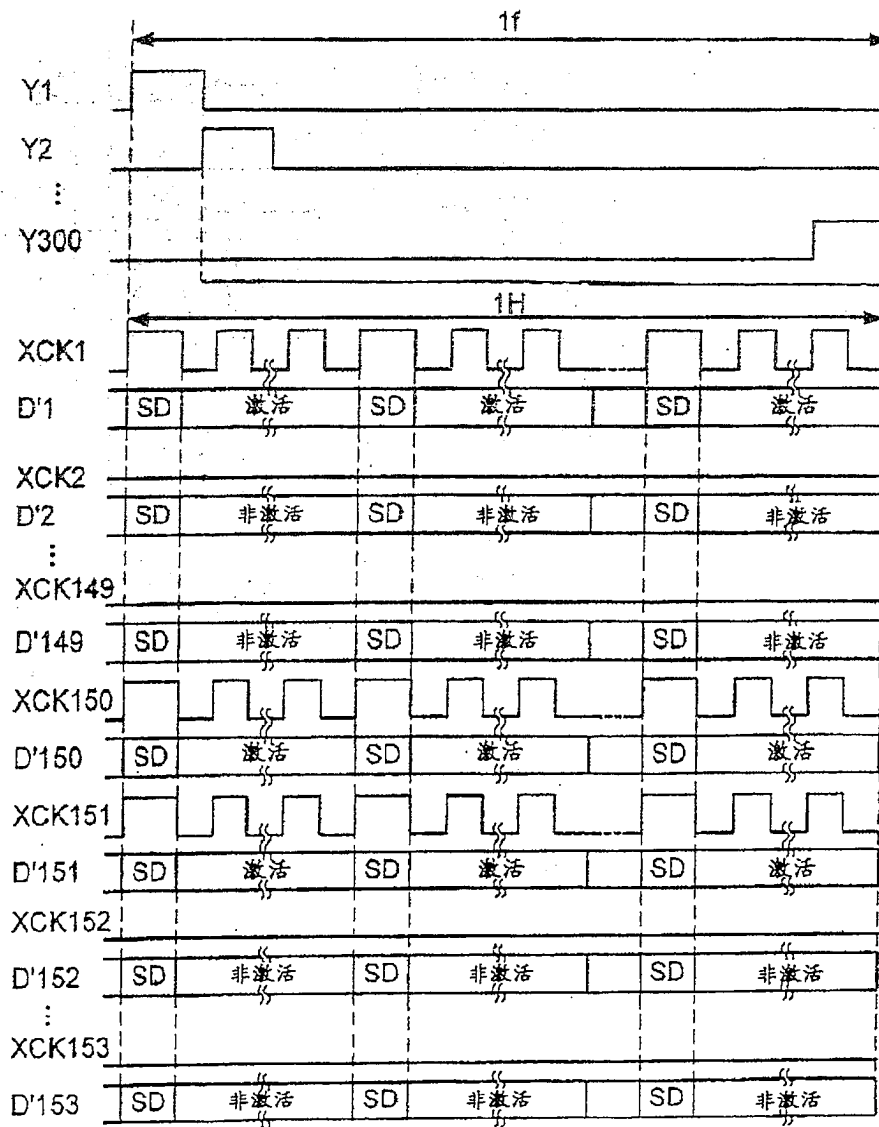 1f
Y1
Y2
⋮
Y300
1H
XCK1
D'1 SD 激活 SD 激活 SD 激活
XCK2
D'2 SD 非激活 SD 非激活 SD 非激活
⋮
XCK149
D'149 SD 非激活 SD 非激活 SD 非激活
XCK150
D'150 SD 激活 SD 激活 SD 激活
XCK151
D'151 SD 激活 SD 激活 SD 激活
XCK152
D'152 SD 非激活 SD 非激活 SD 非激活
⋮
XCK153
D'153 SD 非激活 SD 非激活 SD 非激活